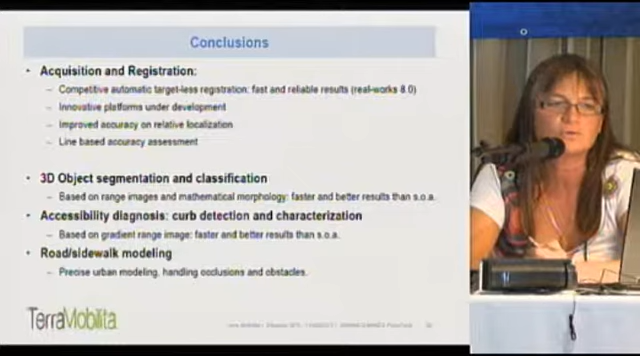 Conclusions
• Acquisition and Registration:
– Competitive automatic target-less registration: fast and reliable results (real-works 8.0)
– Innovative platforms under development
– Improved accuracy on relative localization
– Line based accuracy assessment
• 3D Object segmentation and classification
– Based on range images and mathematical morphology: faster and better results than s.o.a.
• Accessibility diagnosis: curb detection and characterization
– Based on gradient range image: faster and better results than s.o.a.
• Road/sidewalk modeling
– Precise urban modeling, handling occlusions and obstacles.
TerraMobilita